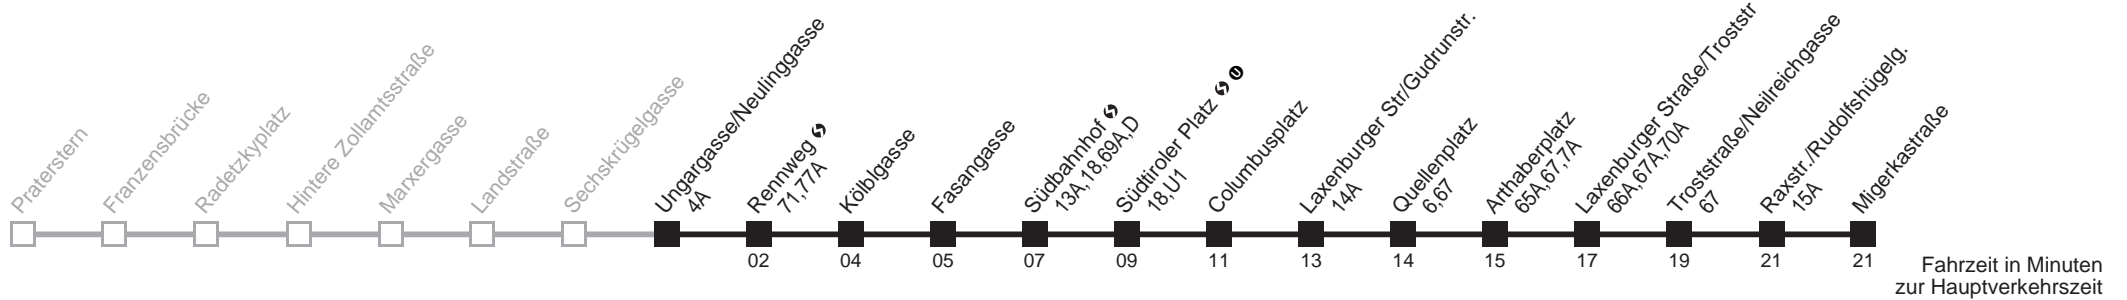 Praterstern
Franzensbrücke
Radetzkyplatz
Hintere Zollamtsstraße
Marxergasse
Landstraße
Sechskrügelgasse
Ungargasse/Neulinggasse
4A
Rennweg
71,77A
Kölblgasse
Fasangasse
Südbahnhof
13A,18,69A,D
Südtiroler Platz U
18,U1
Columbusplatz
Laxenburger Str/Gudrunstr.
14A
Quellenplatz
6,67
Arthaberplatz
65A,67,7A
Laxenburger Straße/Troststr
66A,67A,70A
Troststraße/Neilreichgasse
67
Raxstr./Rudolfshügelg.
15A
Migerkastraße
02 04 05 07 09 11 13 14 15 17 19 21 21
Fahrzeit in Minuten
zur Hauptverkehrszeit